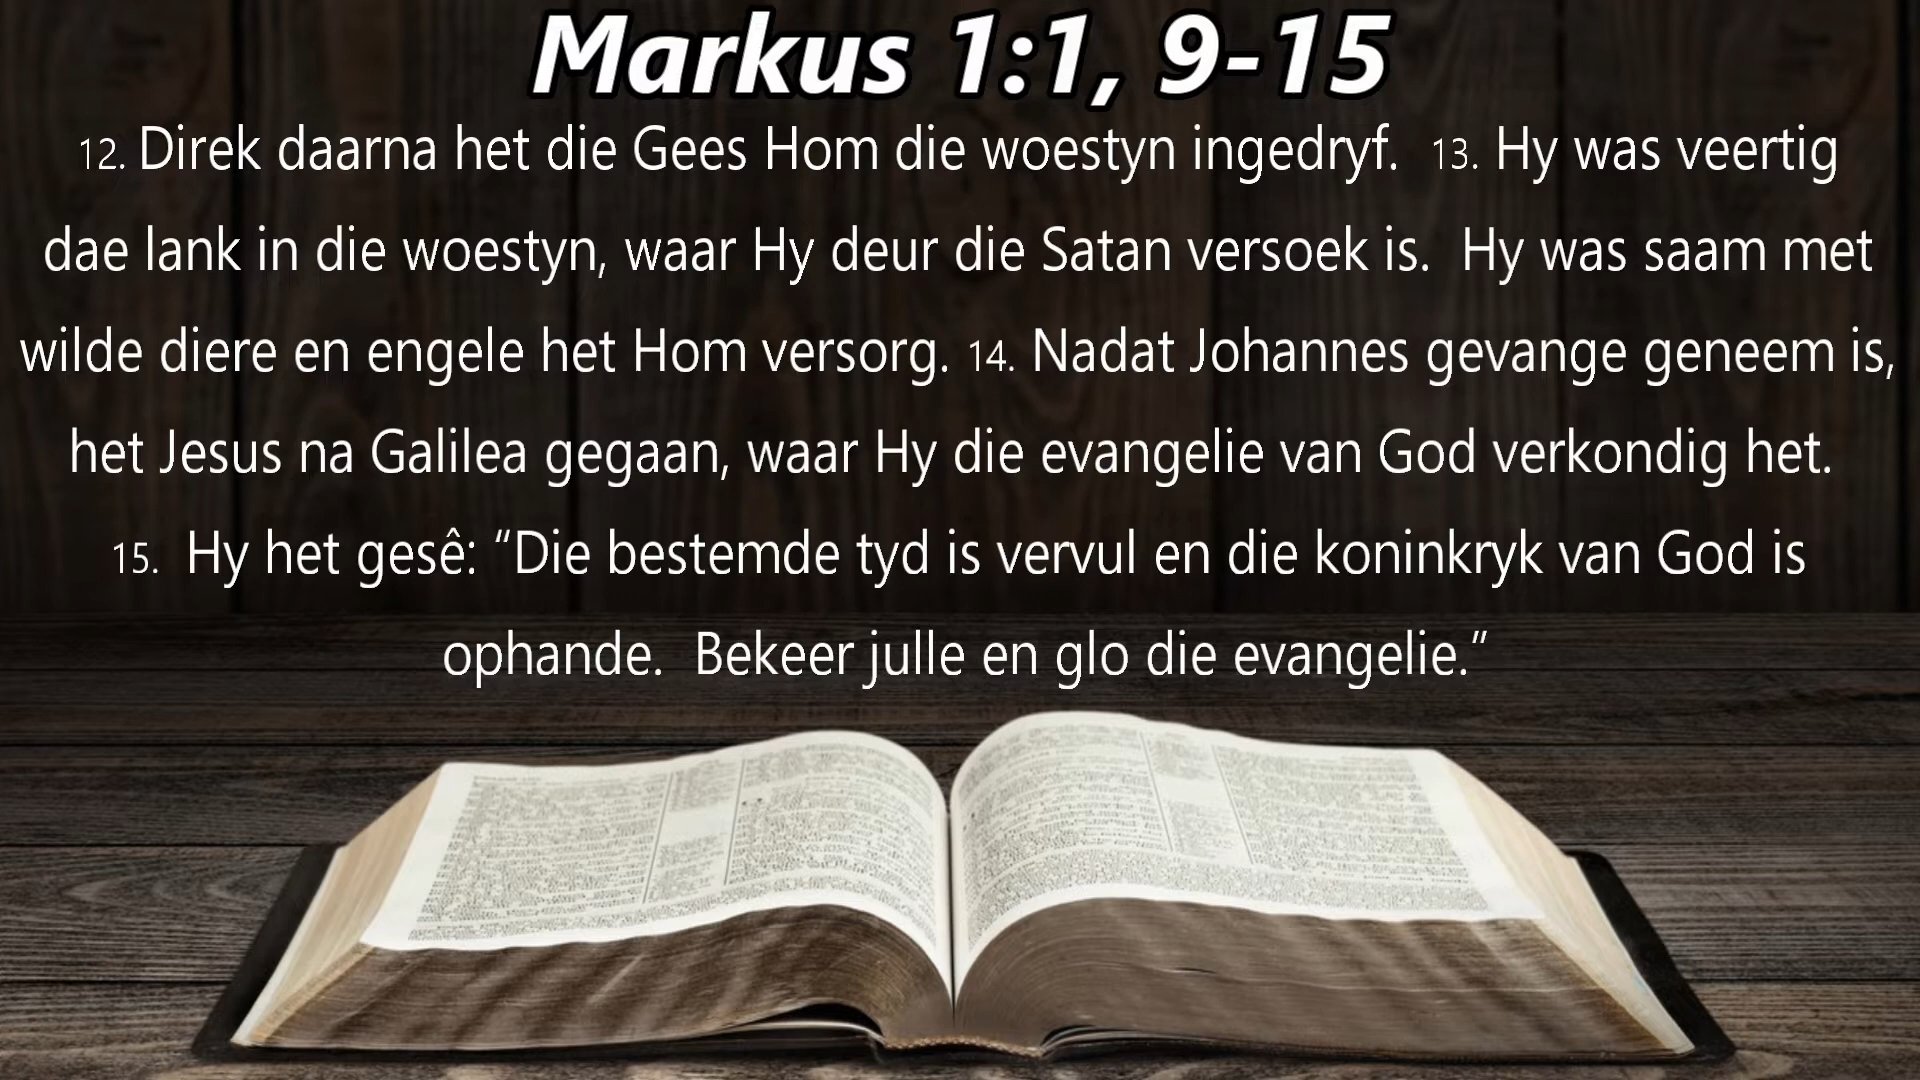 Markus 1:1, 9-15
12. Direk daarna het die Gees Hom die woestyn ingedryf.  13. Hy was veertig
dae lank in die woestyn, waar Hy deur die Satan versoek is.  Hy was saam met
wilde diere en engele het Hom versorg. 14. Nadat Johannes gevange geneem is,
het Jesus na Galilea gegaan, waar Hy die evangelie van God verkondig het.
15.  Hy het gesê: “Die bestemde tyd is vervul en die koninkryk van God is
ophande.  Bekeer julle en glo die evangelie.”